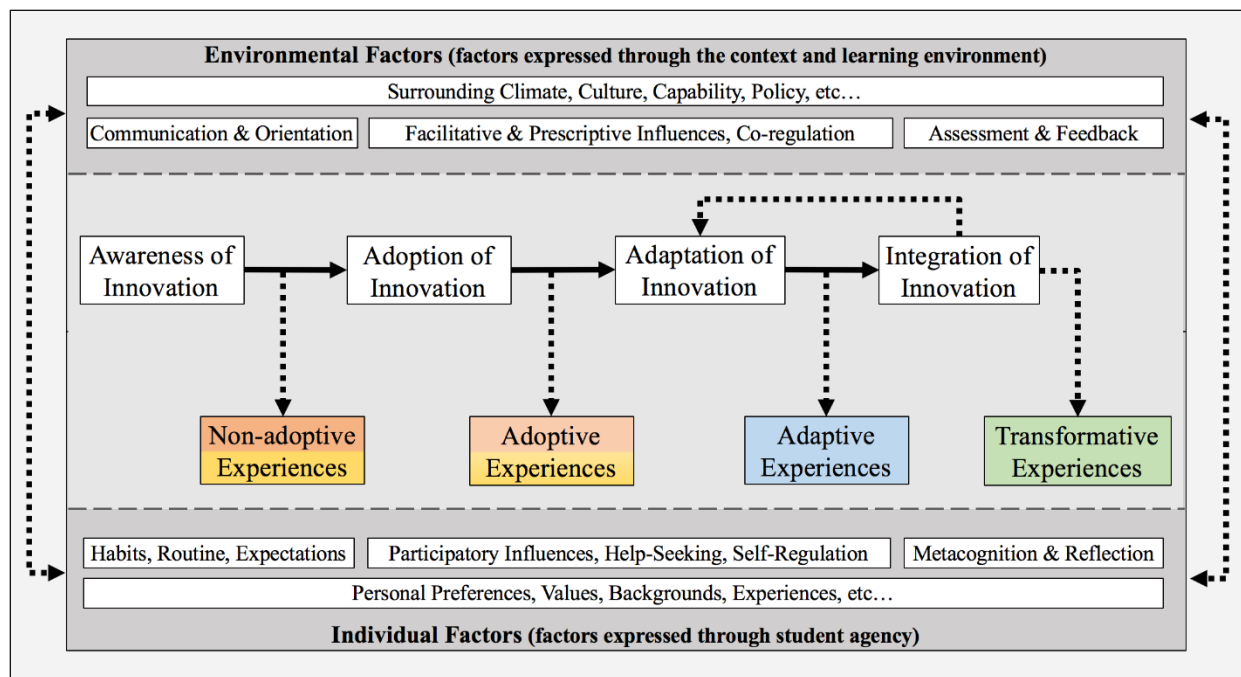 Environmental Factors (factors expressed through the context and learning environment)
Surrounding Climate, Culture, Capability, Policy, etc…
Communication & Orientation
Facilitative & Prescriptive Influences, Co-regulation
Assessment & Feedback
Awareness of
Innovation
Adoption of
Innovation
Adaptation of
Innovation
Integration of
Innovation
Non-adoptive
Experiences
Adoptive
Experiences
Adaptive
Experiences
Transformative
Experiences
Habits, Routine, Expectations
Participatory Influences, Help-Seeking, Self-Regulation
Metacognition & Reflection
Personal Preferences, Values, Backgrounds, Experiences, etc…
Individual Factors (factors expressed through student agency)